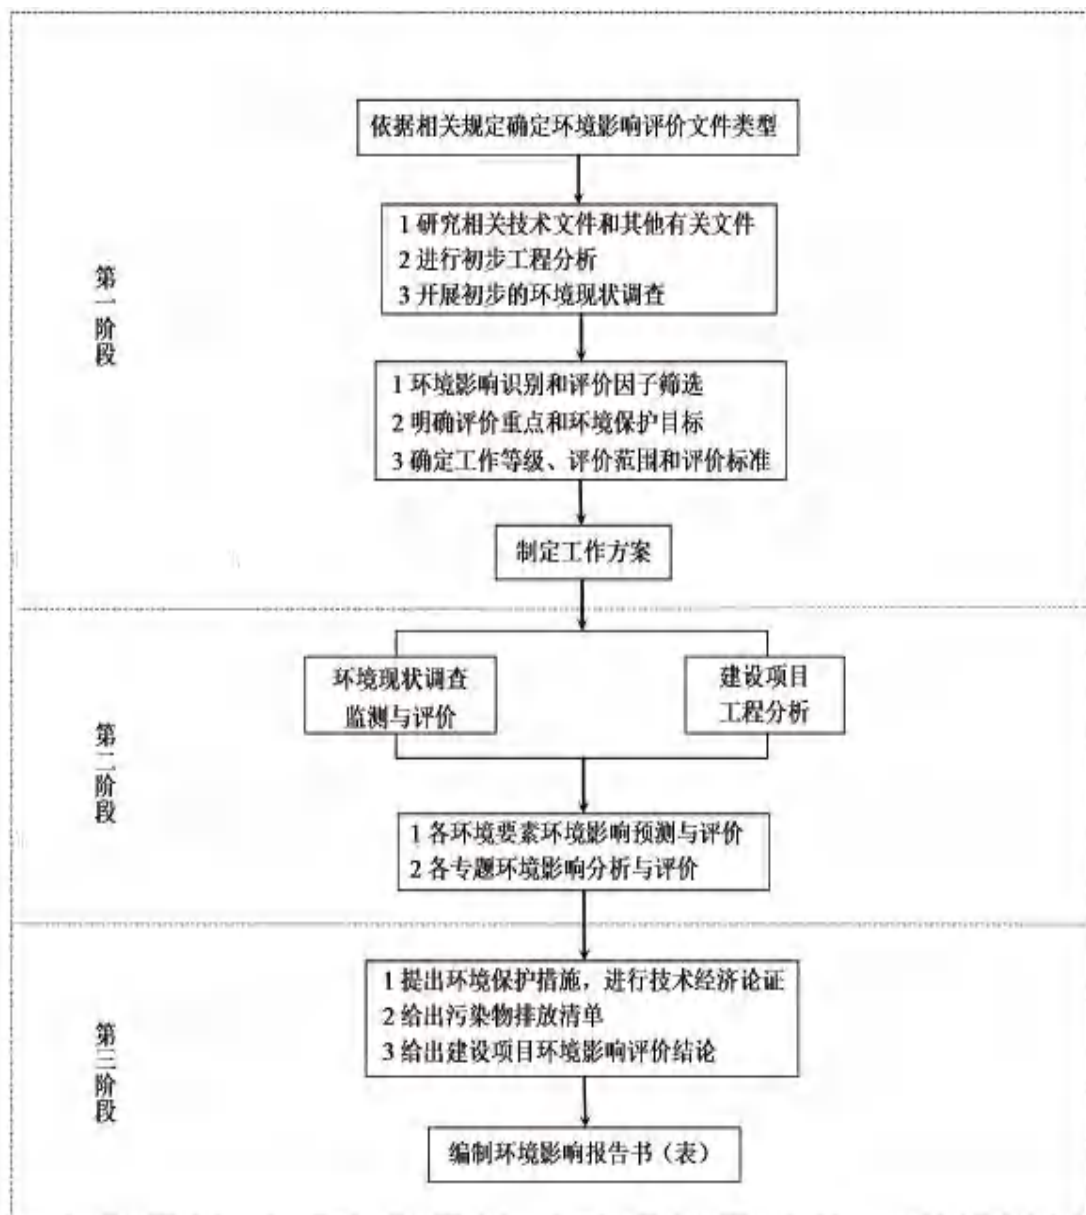 依据相关规定确定环境影响评价文件类型
1 研究相关技术文件和其他有关文件
2 进行初步工程分析
3 开展初步的环境现状调查
第一阶段
1 环境影响识别和评价因子筛选
2 明确评价重点和环境保护目标
3 确定工作等级、评价范围和评价标准
制定工作方案
环境现状调查
监测与评价
建设项目
工程分析
第二阶段
1 各环境要素环境影响预测与评价
2 各专题环境影响分析与评价
1 提出环境保护措施，进行技术经济论证
2 给出污染物排放清单
3 给出建设项目环境影响评价结论
第三阶段
编制环境影响报告书（表）